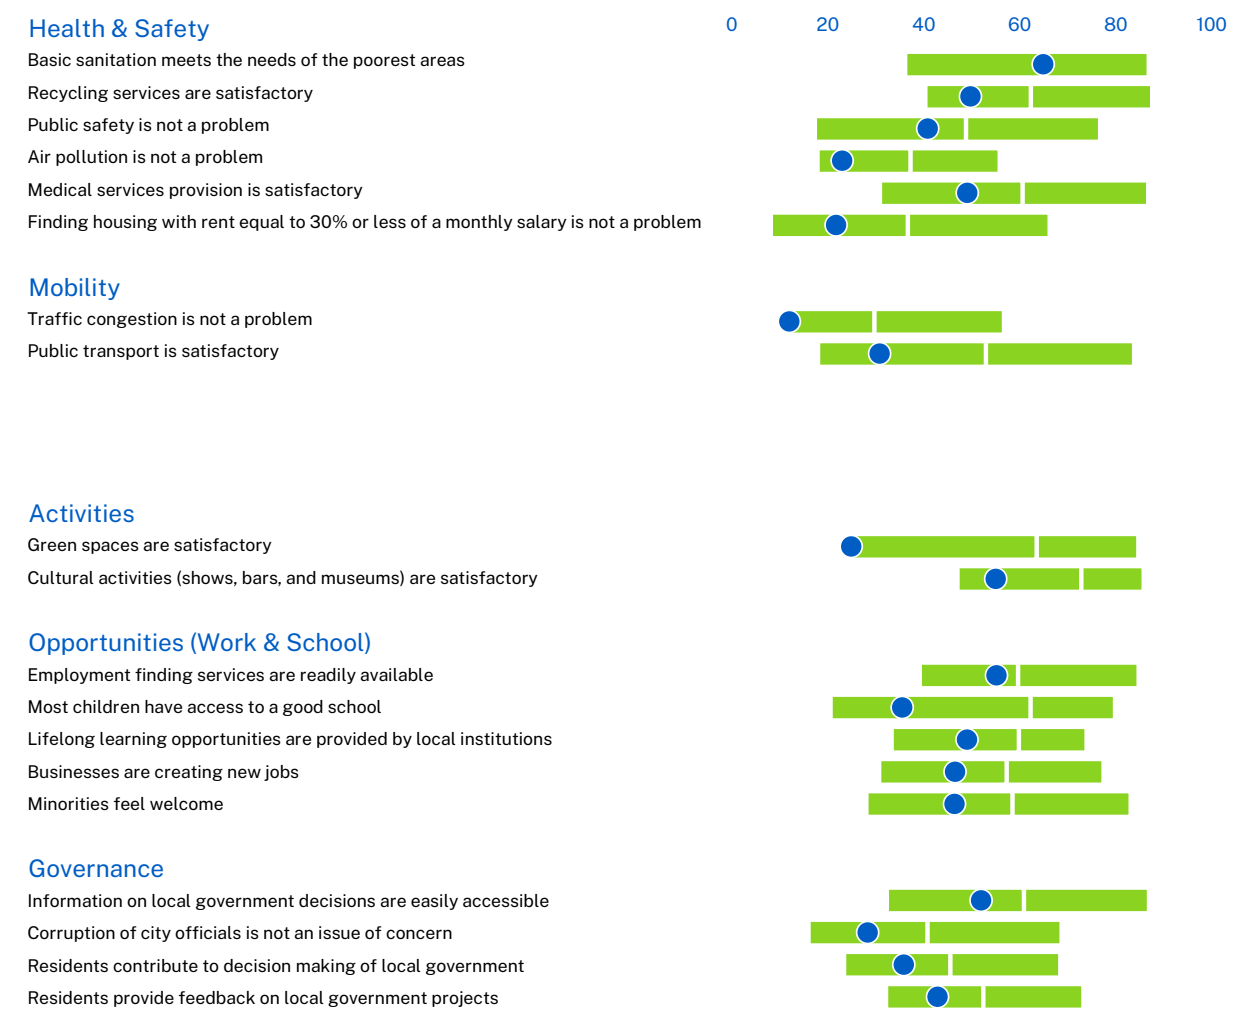 Health & Safety
0 20 40 60 80 100
Basic sanitation meets the needs of the poorest areas
Recycling services are satisfactory
Public safety is not a problem
Air pollution is not a problem
Medical services provision is satisfactory
Finding housing with rent equal to 30% or less of a monthly salary is not a problem
Mobility
Traffic congestion is not a problem
Public transport is satisfactory
Activities
Green spaces are satisfactory
Cultural activities (shows, bars, and museums) are satisfactory
Opportunities (Work & School)
Employment finding services are readily available
Most children have access to a good school
Lifelong learning opportunities are provided by local institutions
Businesses are creating new jobs
Minorities feel welcome
Governance
Information on local government decisions are easily accessible
Corruption of city officials is not an issue of concern
Residents contribute to decision making of local government
Residents provide feedback on local government projects